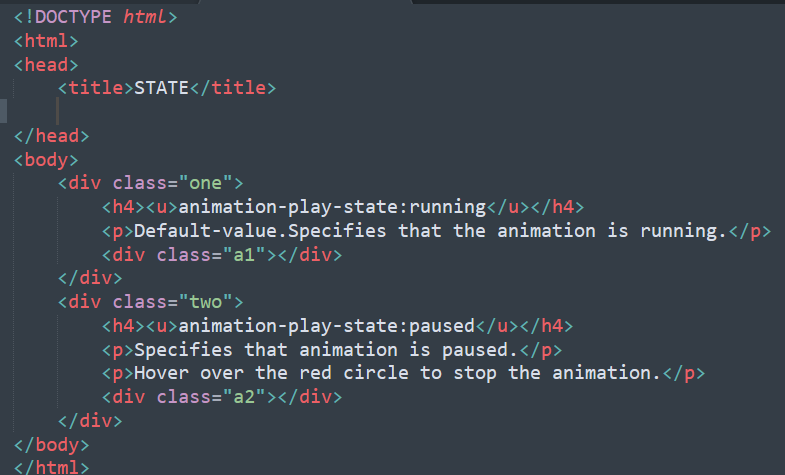 <!DOCTYPE html>
<html>
<head>
    <title>STATE</title>

</head>
<body>
    <div class="one">
        <h4><u>animation-play-state:running</u></h4>
        <p>Default-value.Specifies that the animation is running.</p>
        <div class="a1"></div>
    </div>
    <div class="two">
        <h4><u>animation-play-state:paused</u></h4>
        <p>Specifies that animation is paused.</p>
        <p>Hover over the red circle to stop the animation.</p>
        <div class="a2"></div>
    </div>
</body>
</html>